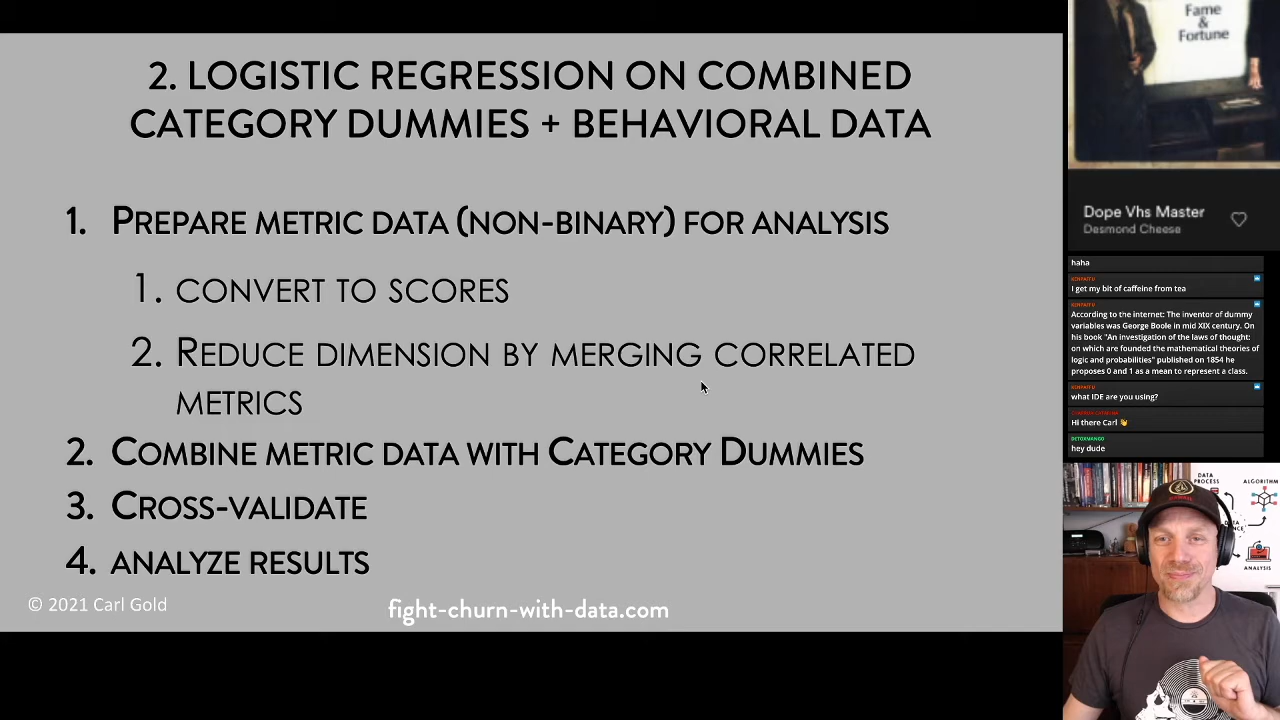 2. LOGISTIC REGRESSION ON COMBINED
CATEGORY DUMMIES + BEHAVIORAL DATA
1. PREPARE METRIC DATA (NON-BINARY) FOR ANALYSIS
1. CONVERT TO SCORES
2. REDUCE DIMENSION BY MERGING CORRELATED
METRICS
2. COMBINE METRIC DATA WITH CATEGORY DUMMIES
3. CROSS-VALIDATE
4. ANALYZE RESULTS
© 2021 Carl Gold
fight-churn-with-data.com
Fame
&
Fortune
Dope Vhs Master
Desmond Cheese
haha
I get my bit of caffeine from tea
According to the internet: The inventor of dummy
variables was George Boole in mid XIX century. On
his book "An investigation of the laws of thought:
on which are founded the mathematical theories of
logic and probabilities" published on 1854 he
proposes 0 and 1 as a mean to represent a class.
what IDE are you using?
Hi there Carl 👋
DETOXMANGO
hey dude
DATA
PROCESS
ALGORITHM
ANALYSIS